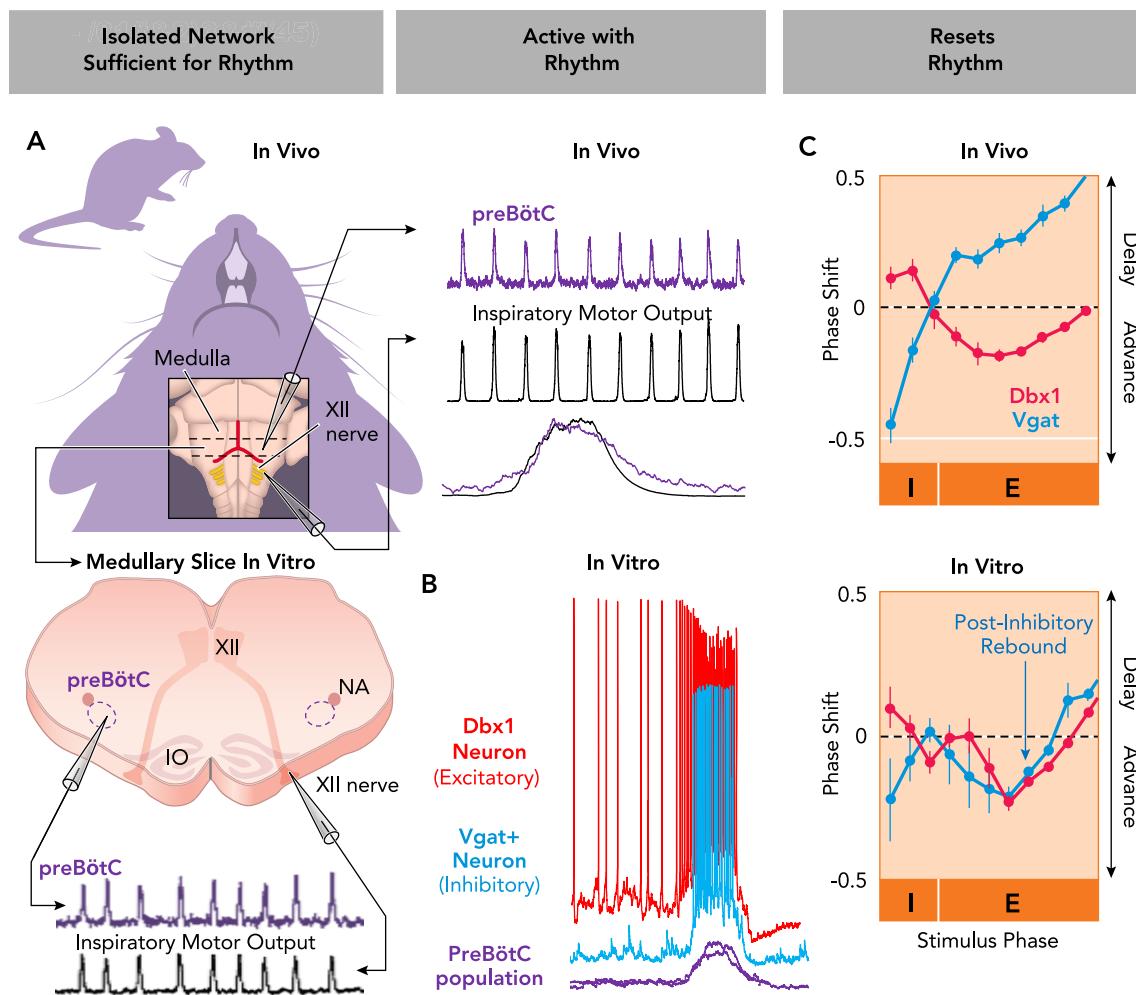 Isolated Network
Sufficient for Rhythm
Active with
Rhythm
Resets
Rhythm
A
In Vivo
Medulla
XII
nerve
In Vivo
preBötC
Inspiratory Motor Output
Medullary Slice In Vitro
XII
preBötC
NA
IO
XII nerve
preBötC
Inspiratory Motor Output
B
In Vitro
Dbx1
Neuron
(Excitatory)
Vgat+
Neuron
(Inhibitory)
PreBötC
population
C
In Vivo
0.5
0
-0.5
Phase Shift
Delay
Advance
Dbx1
Vgat
I
E
In Vitro
0.5
0
-0.5
Phase Shift
Post-Inhibitory
Rebound
Delay
Advance
I
E
Stimulus Phase